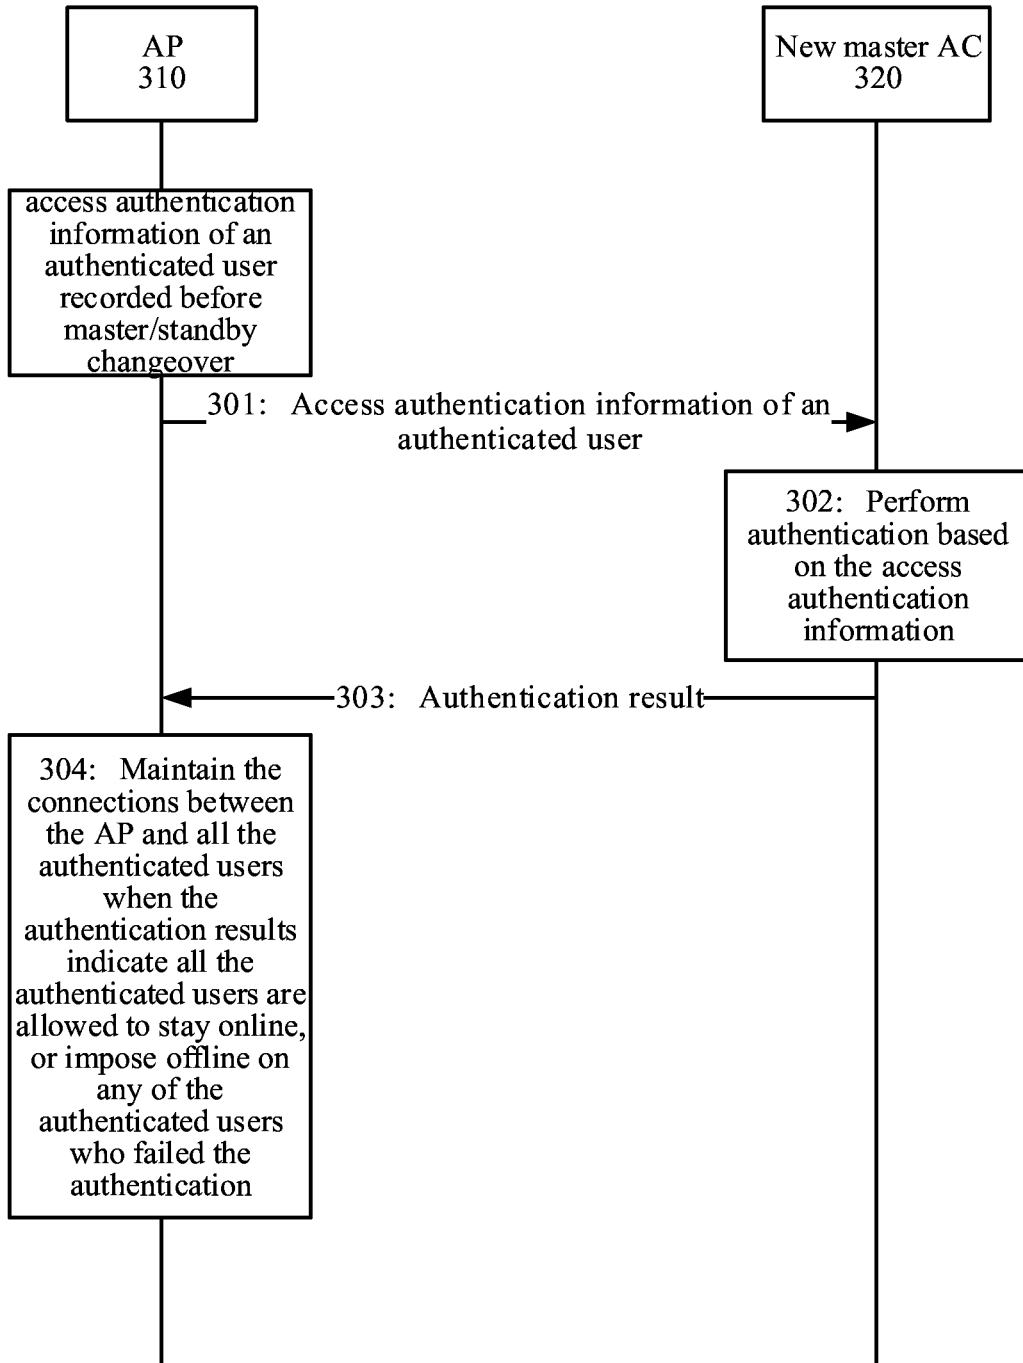 AP
310
New master AC
320
access authentication
information of an
authenticated user
recorded before
master/standby
changeover
301: Access authentication information of an
authenticated user
302: Perform
authentication based
on the access
authentication
information
303: Authentication result
304: Maintain the
connections between
the AP and all the
authenticated users
when the
authentication results
indicate all the
authenticated users are
allowed to stay online,
or impose offline on
any of the
authenticated users
who failed the
authentication